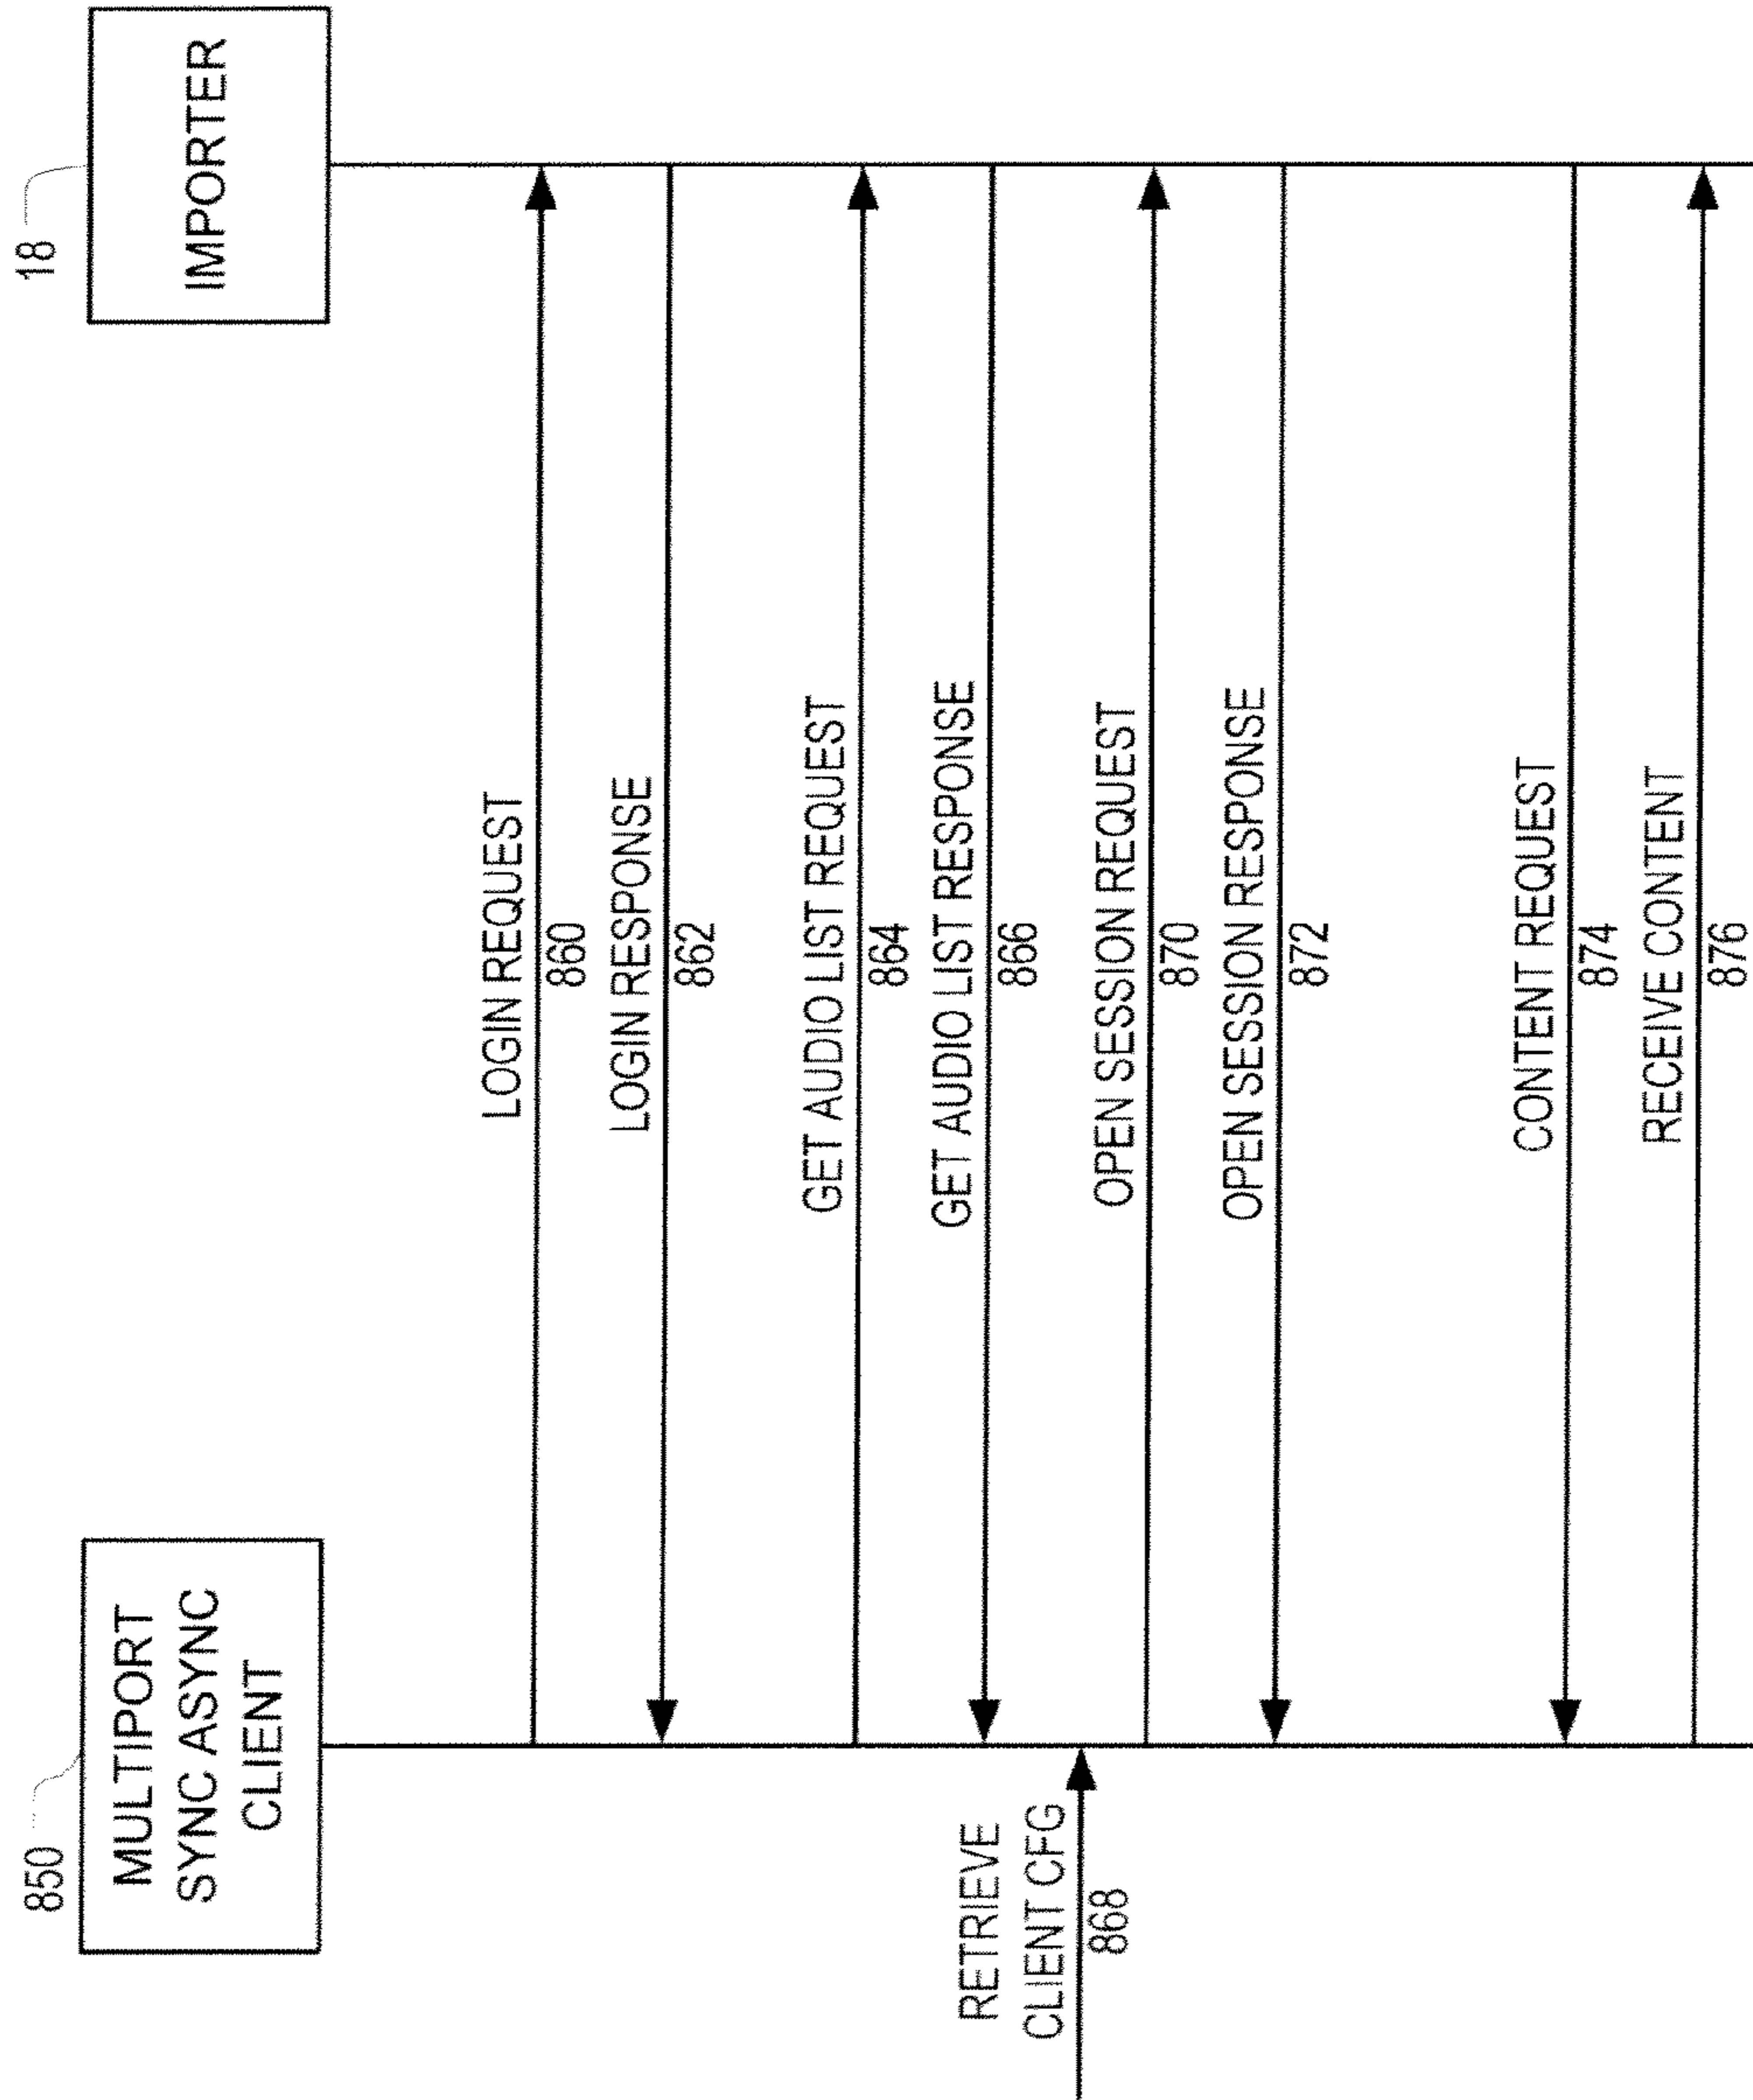 850
MULTIPORT
SYNC ASYNC
CLIENT
18
IMPORTER
LOGIN REQUEST
860
LOGIN RESPONSE
862
GET AUDIO LIST REQUEST
864
GET AUDIO LIST RESPONSE
866
RETRIEVE
CLIENT CFG
868
OPEN SESSION REQUEST
870
OPEN SESSION RESPONSE
872
CONTENT REQUEST
874
RECEIVE CONTENT
876